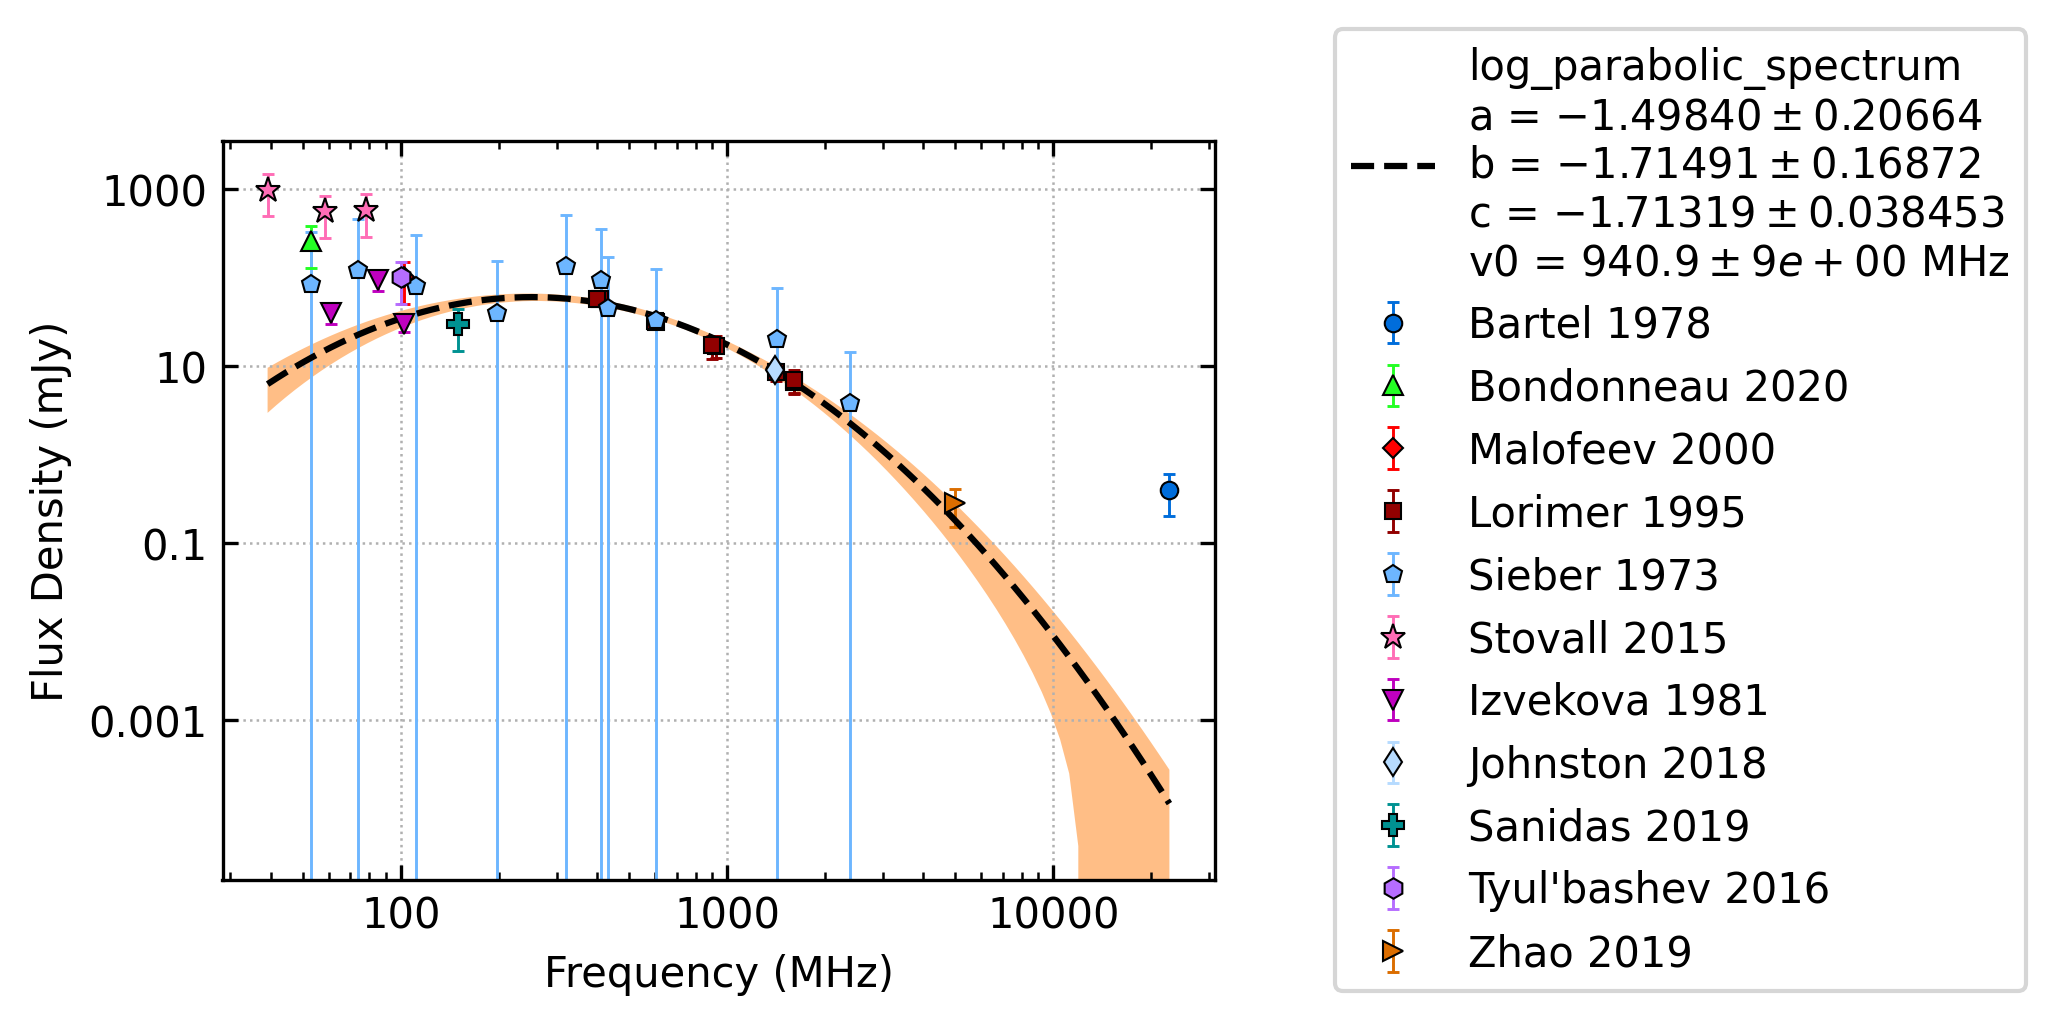 1000
10
0.1
0.001
Flux Density (mJy)
100
1000
10000
Frequency (MHz)
log_parabolic_spectrum
a = −1.49840 ± 0.20664
b = −1.71491 ± 0.16872
c = −1.71319 ± 0.038453
v0 = 940.9 ± 9e + 00 MHz
Bartel 1978
Bondonneau 2020
Malofeev 2000
Lorimer 1995
Sieber 1973
Stovall 2015
Izvekova 1981
Johnston 2018
Sanidas 2019
Tyul'bashev 2016
Zhao 2019